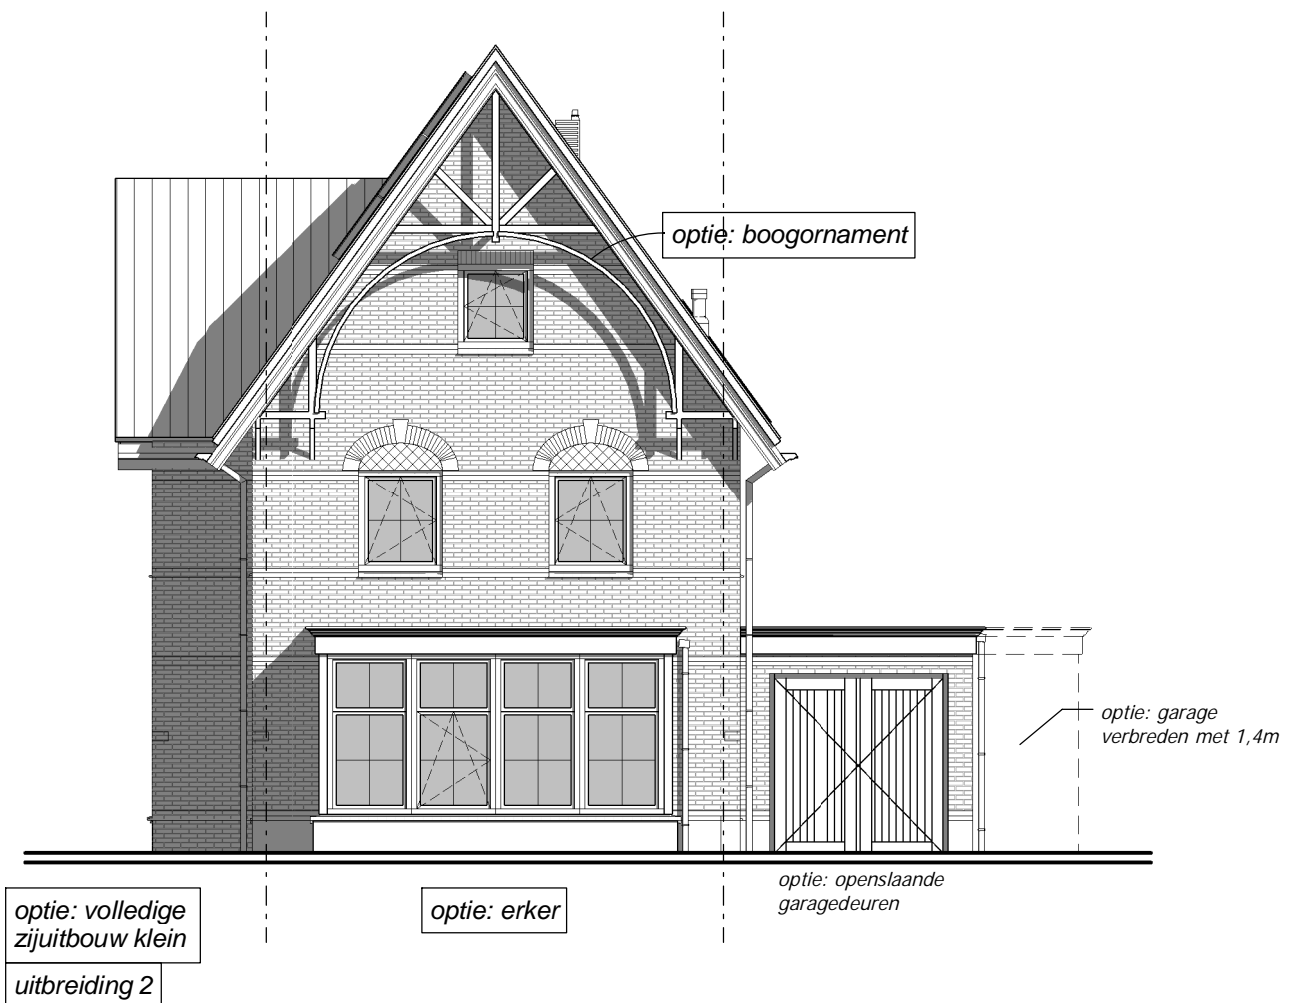 optie: boogornament
optie: garage
verbreden met 1,4m
optie: openslaande
garagedeuren
optie: volledige
zijuitbouw klein
optie: erker
uitbreiding 2